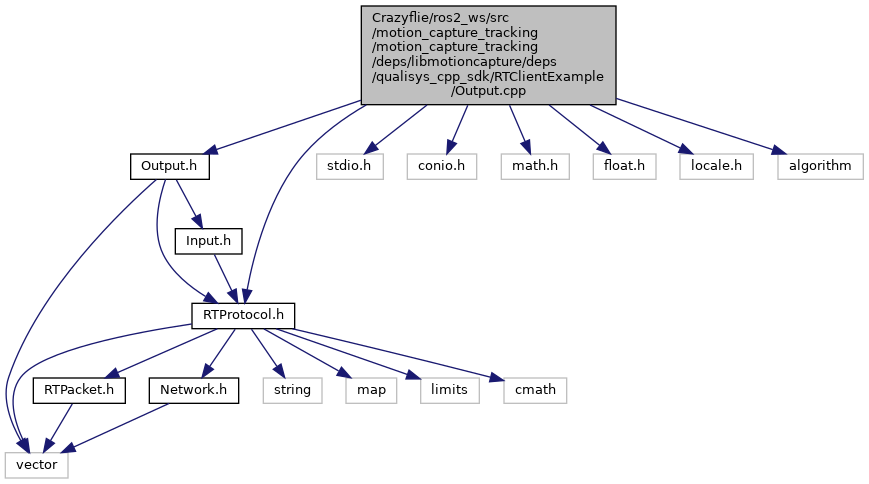 Crazyflie/ros2_ws/src
/motion_capture_tracking
/motion_capture_tracking
/deps/libmotioncapture/deps
/qualisys_cpp_sdk/RTClientExample
/Output.cpp
Output.h
stdio.h
conio.h
math.h
float.h
locale.h
algorithm
Input.h
RTProtocol.h
RTPacket.h
Network.h
string
map
limits
cmath
vector